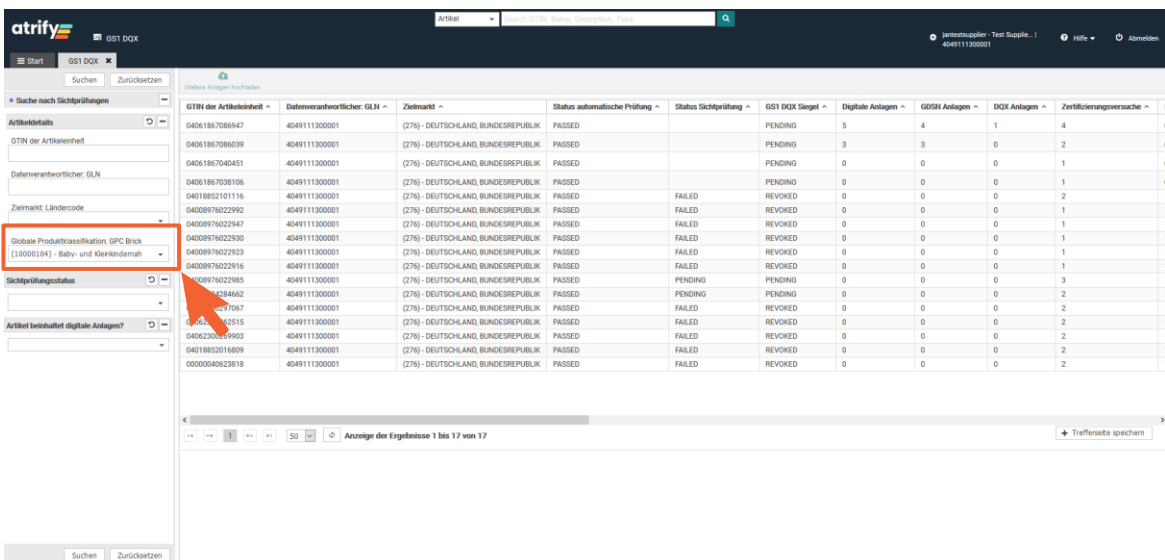 atrify
GS1 DQX
Artikel
Search GTIN, Name, Description, Type
jantestsupplier - Test Supplie... |
4049111300001
Hilfe
Abmelden
Start
GS1 DQX
Suchen Zurücksetzen
Weitere Anlagen hochladen
Suche nach Sichtprüfungen
Artikeldetails
GTIN der Artikeleinheit
Datenverantwortlicher: GLN
Zielmarkt: Ländercode
Globale Produktklassifikation: GPC Brick
(10000104) - Baby- und Kleinkindernah
Sichtprüfungsstatus
Artikel beinhaltet digitale Anlagen?
GTIN der Artikeleinheit Datenverantwortlicher: GLN Zielmarkt Status automatische Prüfung Status Sichtprüfung GS1 DQX Siegel Digitale Anlagen GDSN Anlagen DQX Anlagen Zertifizierungsversuche
04061867086947 4049111300001 (276) - DEUTSCHLAND, BUNDESREPUBLIK PASSED PENDING 5 4 1 4
04061867086039 4049111300001 (276) - DEUTSCHLAND, BUNDESREPUBLIK PASSED PENDING 3 3 0 2
04061867040451 4049111300001 (276) - DEUTSCHLAND, BUNDESREPUBLIK PASSED PENDING 0 0 0 1
04061867038106 4049111300001 (276) - DEUTSCHLAND, BUNDESREPUBLIK PASSED PENDING 0 0 0 1
04018852101116 4049111300001 (276) - DEUTSCHLAND, BUNDESREPUBLIK PASSED FAILED REVOKED 0 0 0 2
04008976022992 4049111300001 (276) - DEUTSCHLAND, BUNDESREPUBLIK PASSED FAILED REVOKED 0 0 0 1
04008976022947 4049111300001 (276) - DEUTSCHLAND, BUNDESREPUBLIK PASSED FAILED REVOKED 0 0 0 1
04008976022930 4049111300001 (276) - DEUTSCHLAND, BUNDESREPUBLIK PASSED FAILED REVOKED 0 0 0 1
04008976022923 4049111300001 (276) - DEUTSCHLAND, BUNDESREPUBLIK PASSED FAILED REVOKED 0 0 0 1
04008976022916 4049111300001 (276) - DEUTSCHLAND, BUNDESREPUBLIK PASSED FAILED REVOKED 0 0 0 1
4049111300001 (276) - DEUTSCHLAND, BUNDESREPUBLIK PASSED PENDING PENDING 0 0 0 3
4049111300001 (276) - DEUTSCHLAND, BUNDESREPUBLIK PASSED PENDING PENDING 0 0 0 2
4049111300001 (276) - DEUTSCHLAND, BUNDESREPUBLIK PASSED FAILED REVOKED 0 0 0 2
4049111300001 (276) - DEUTSCHLAND, BUNDESREPUBLIK PASSED FAILED REVOKED 0 0 0 2
4049111300001 (276) - DEUTSCHLAND, BUNDESREPUBLIK PASSED FAILED REVOKED 0 0 0 2
04018852016809 4049111300001 (276) - DEUTSCHLAND, BUNDESREPUBLIK PASSED FAILED REVOKED 0 0 0 2
00000040623818 4049111300001 (276) - DEUTSCHLAND, BUNDESREPUBLIK PASSED FAILED REVOKED 0 0 0 2
1 50 Anzeige der Ergebnisse 1 bis 17 von 17
+ Trefferseite speichern
Suchen Zurücksetzen